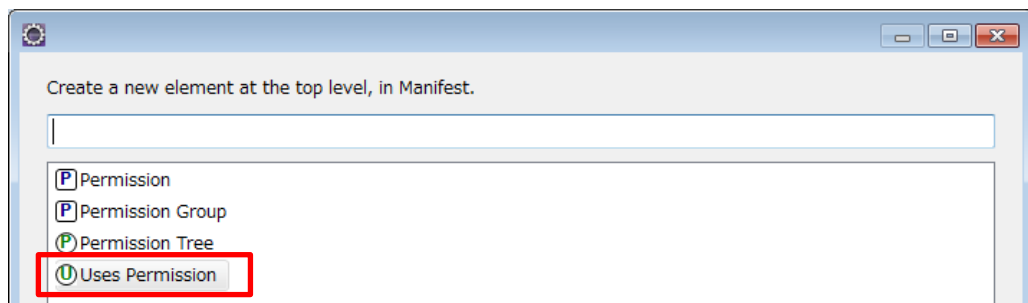 Create a new element at the top level, in Manifest.
P Permission
P Permission Group
P Permission Tree
U Uses Permission